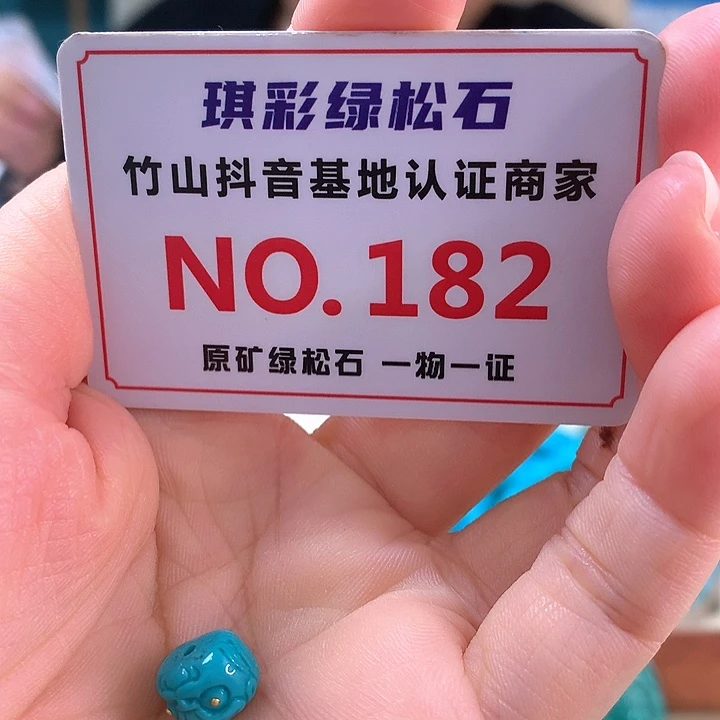 琪彩绿松石
竹山抖音基地认证商家
NO.182
原矿绿松石 一物一证